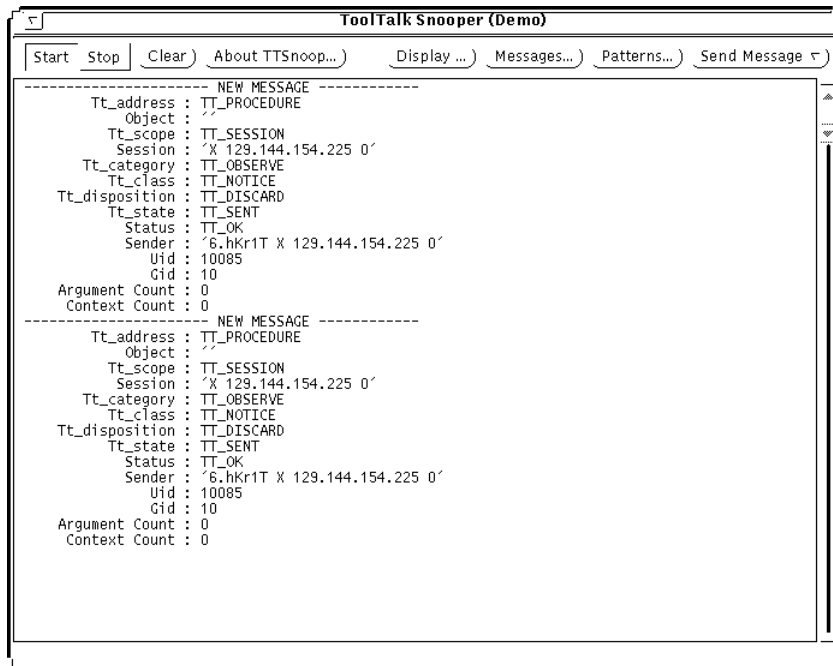 ToolTalk Snooper (Demo)
Start Stop Clear About TTSnoop... Display ... Messages... Patterns... Send Message
---------------------- NEW MESSAGE ------------
Tt_address : TT_PROCEDURE
Object : ´´
Tt_scope : TT_SESSION
Session : ´X 129.144.154.225 0´
Tt_category : TT_OBSERVE
Tt_class : TT_NOTICE
Tt_disposition : TT_DISCARD
Tt_state : TT_SENT
Status : TT_OK
Sender : ´6.hKr1T X 129.144.154.225 0´
Uid : 10085
Gid : 10
Argument Count : 0
Context Count : 0
---------------------- NEW MESSAGE ------------
Tt_address : TT_PROCEDURE
Object : ´´
Tt_scope : TT_SESSION
Session : ´X 129.144.154.225 0´
Tt_category : TT_OBSERVE
Tt_class : TT_NOTICE
Tt_disposition : TT_DISCARD
Tt_state : TT_SENT
Status : TT_OK
Sender : ´6.hKr1T X 129.144.154.225 0´
Uid : 10085
Gid : 10
Argument Count : 0
Context Count : 0